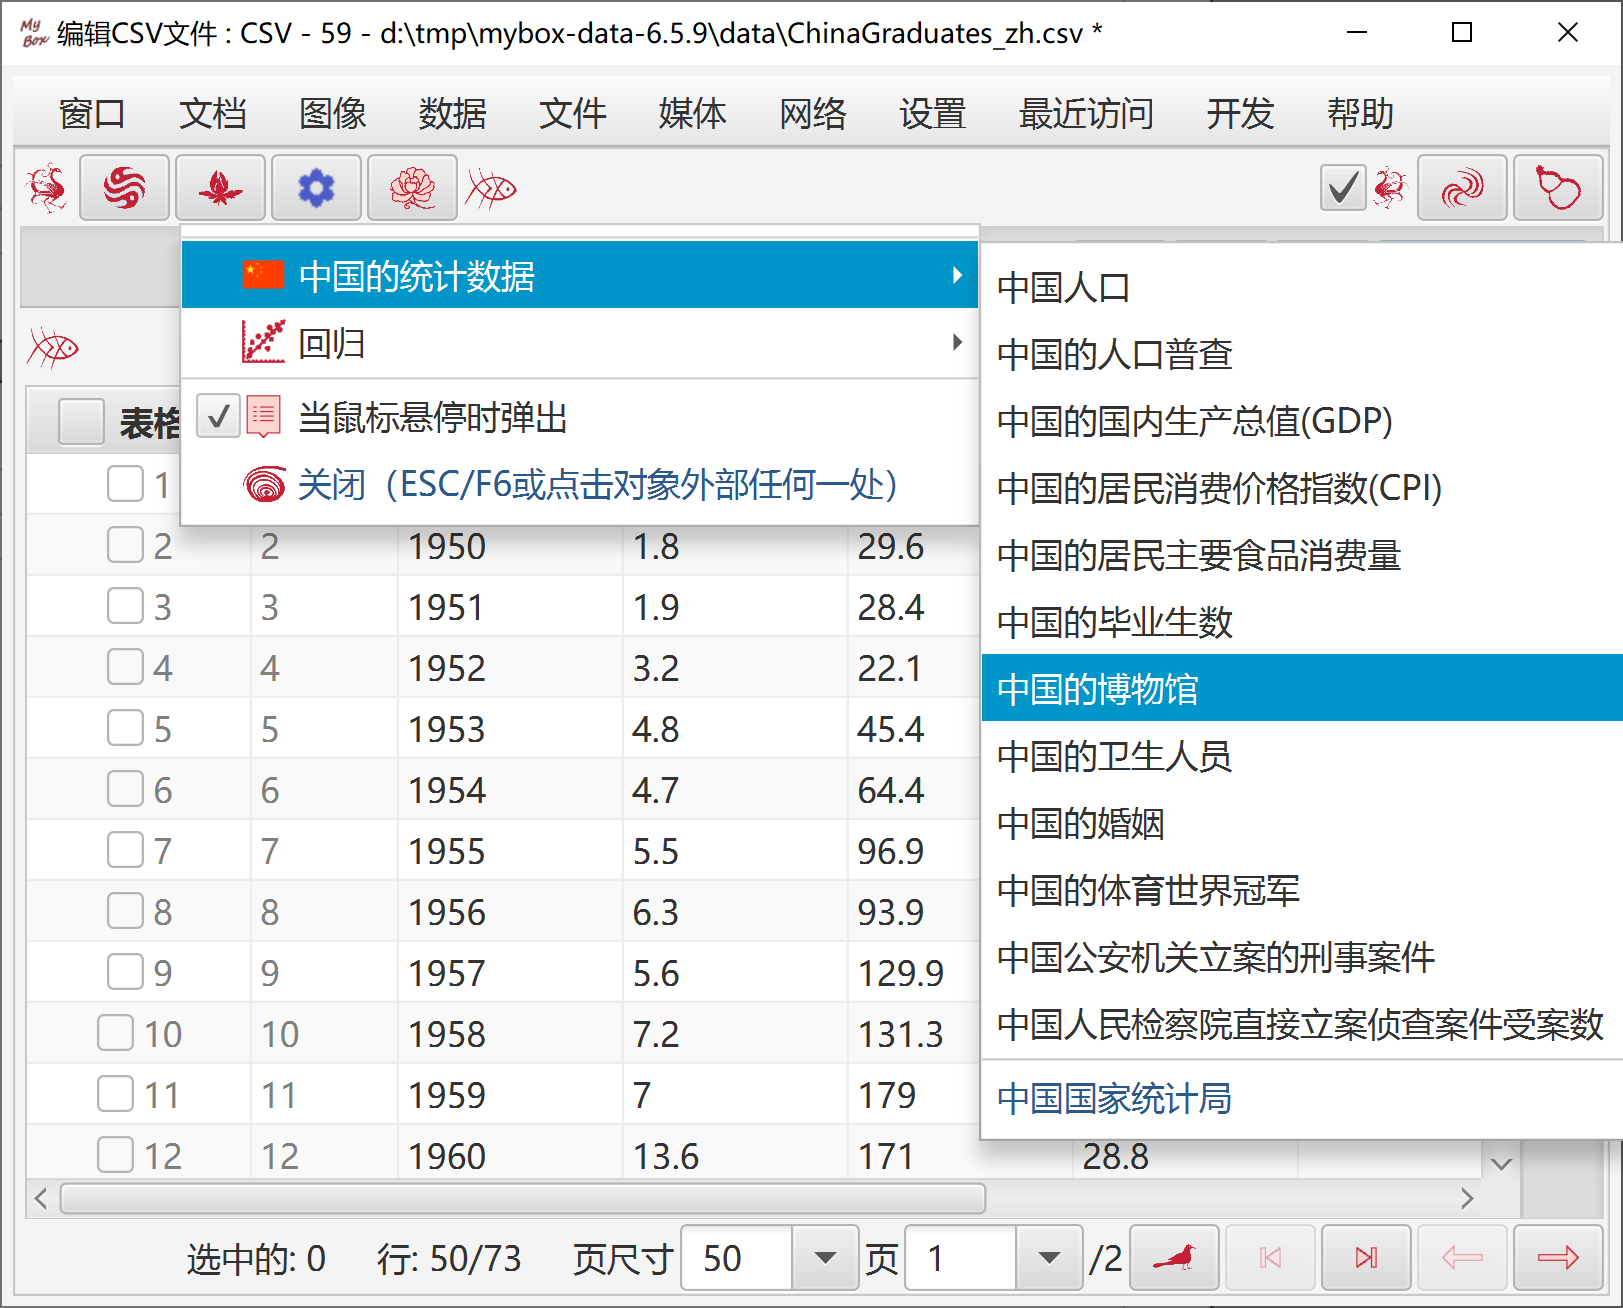 My Box 编辑CSV文件 : CSV - 59 - d:\tmp\mybox-data-6.5.9\data\ChinaGraduates_zh.csv *
窗口 文档 图像 数据 文件 媒体 网络 设置 最近访问 开发 帮助
中国的统计数据
回归
当鼠标悬停时弹出
关闭（ESC/F6或点击对象外部任何一处）
中国人口
中国的人口普查
中国的国内生产总值(GDP)
中国的居民消费价格指数(CPI)
中国的居民主要食品消费量
中国的毕业生数
中国的博物馆
中国的卫生人员
中国的婚姻
中国的体育世界冠军
中国公安机关立案的刑事案件
中国人民检察院直接立案侦查案件受案数
中国国家统计局
表格
1
2 2 1950 1.8 29.6
3 3 1951 1.9 28.4
4 4 1952 3.2 22.1
5 5 1953 4.8 45.4
6 6 1954 4.7 64.4
7 7 1955 5.5 96.9
8 8 1956 6.3 93.9
9 9 1957 5.6 129.9
10 10 1958 7.2 131.3
11 11 1959 7 179
12 12 1960 13.6 171 28.8
选中的: 0 行: 50/73 页尺寸 50 页 1 /2